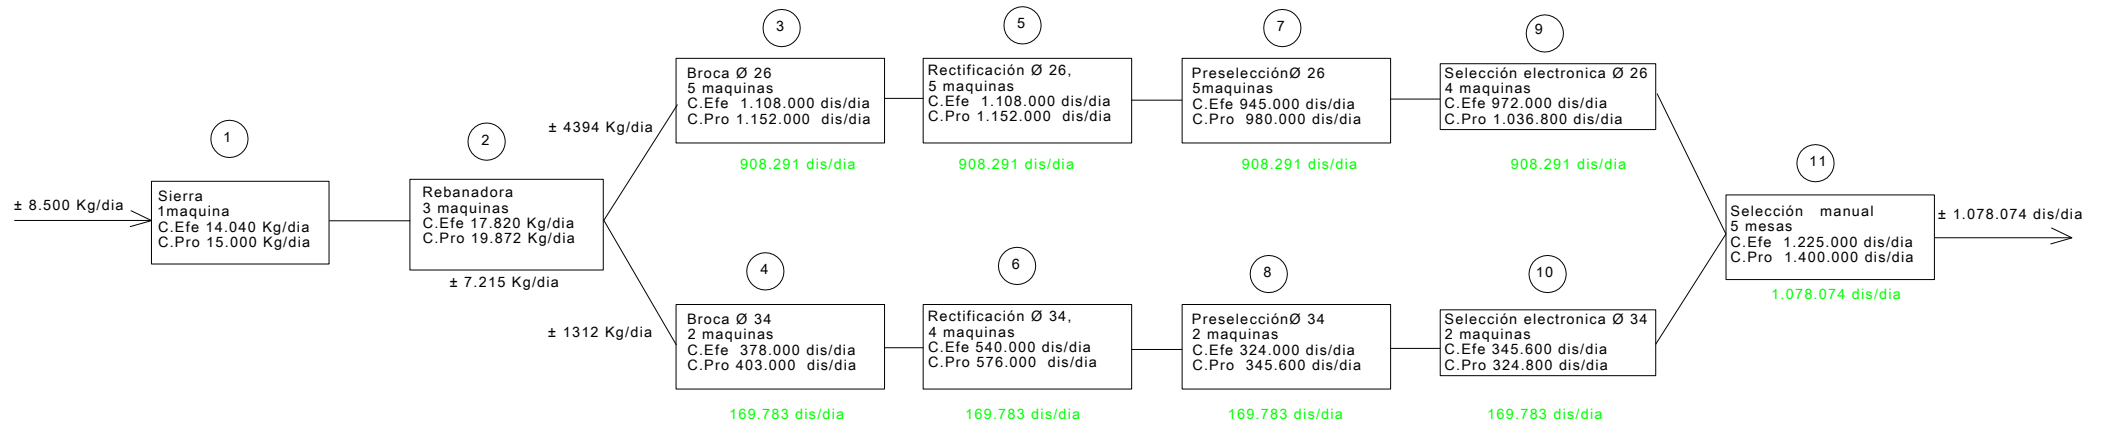 ± 8.500 Kg/dia
1
Sierra
1maquina
C.Efe 14.040 Kg/dia
C.Pro 15.000 Kg/dia
2
Rebanadora
3 maquinas
C.Efe 17.820 Kg/dia
C.Pro 19.872 Kg/dia
± 7.215 Kg/dia
± 4394 Kg/dia
± 1312 Kg/dia
3
Broca Ø 26
5 maquinas
C.Efe 1.108.000 dis/dia
C.Pro 1.152.000 dis/dia
908.291 dis/dia
5
Rectificación Ø 26,
5 maquinas
C.Efe 1.108.000 dis/dia
C.Pro 1.152.000 dis/dia
908.291 dis/dia
7
PreselecciónØ 26
5maquinas
C.Efe 945.000 dis/dia
C.Pro 980.000 dis/dia
908.291 dis/dia
9
Selección electronica Ø 26
4 maquinas
C.Efe 972.000 dis/dia
C.Pro 1.036.800 dis/dia
908.291 dis/dia
4
Broca Ø 34
2 maquinas
C.Efe 378.000 dis/dia
C.Pro 403.000 dis/dia
169.783 dis/dia
6
Rectificación Ø 34,
4 maquinas
C.Efe 540.000 dis/dia
C.Pro 576.000 dis/dia
169.783 dis/dia
8
PreselecciónØ 34
2 maquinas
C.Efe 324.000 dis/dia
C.Pro 345.600 dis/dia
169.783 dis/dia
10
Selección electronica Ø 34
2 maquinas
C.Efe 345.600 dis/dia
C.Pro 324.800 dis/dia
169.783 dis/dia
11
Selección manual
5 mesas
C.Efe 1.225.000 dis/dia
C.Pro 1.400.000 dis/dia
1.078.074 dis/dia
± 1.078.074 dis/dia